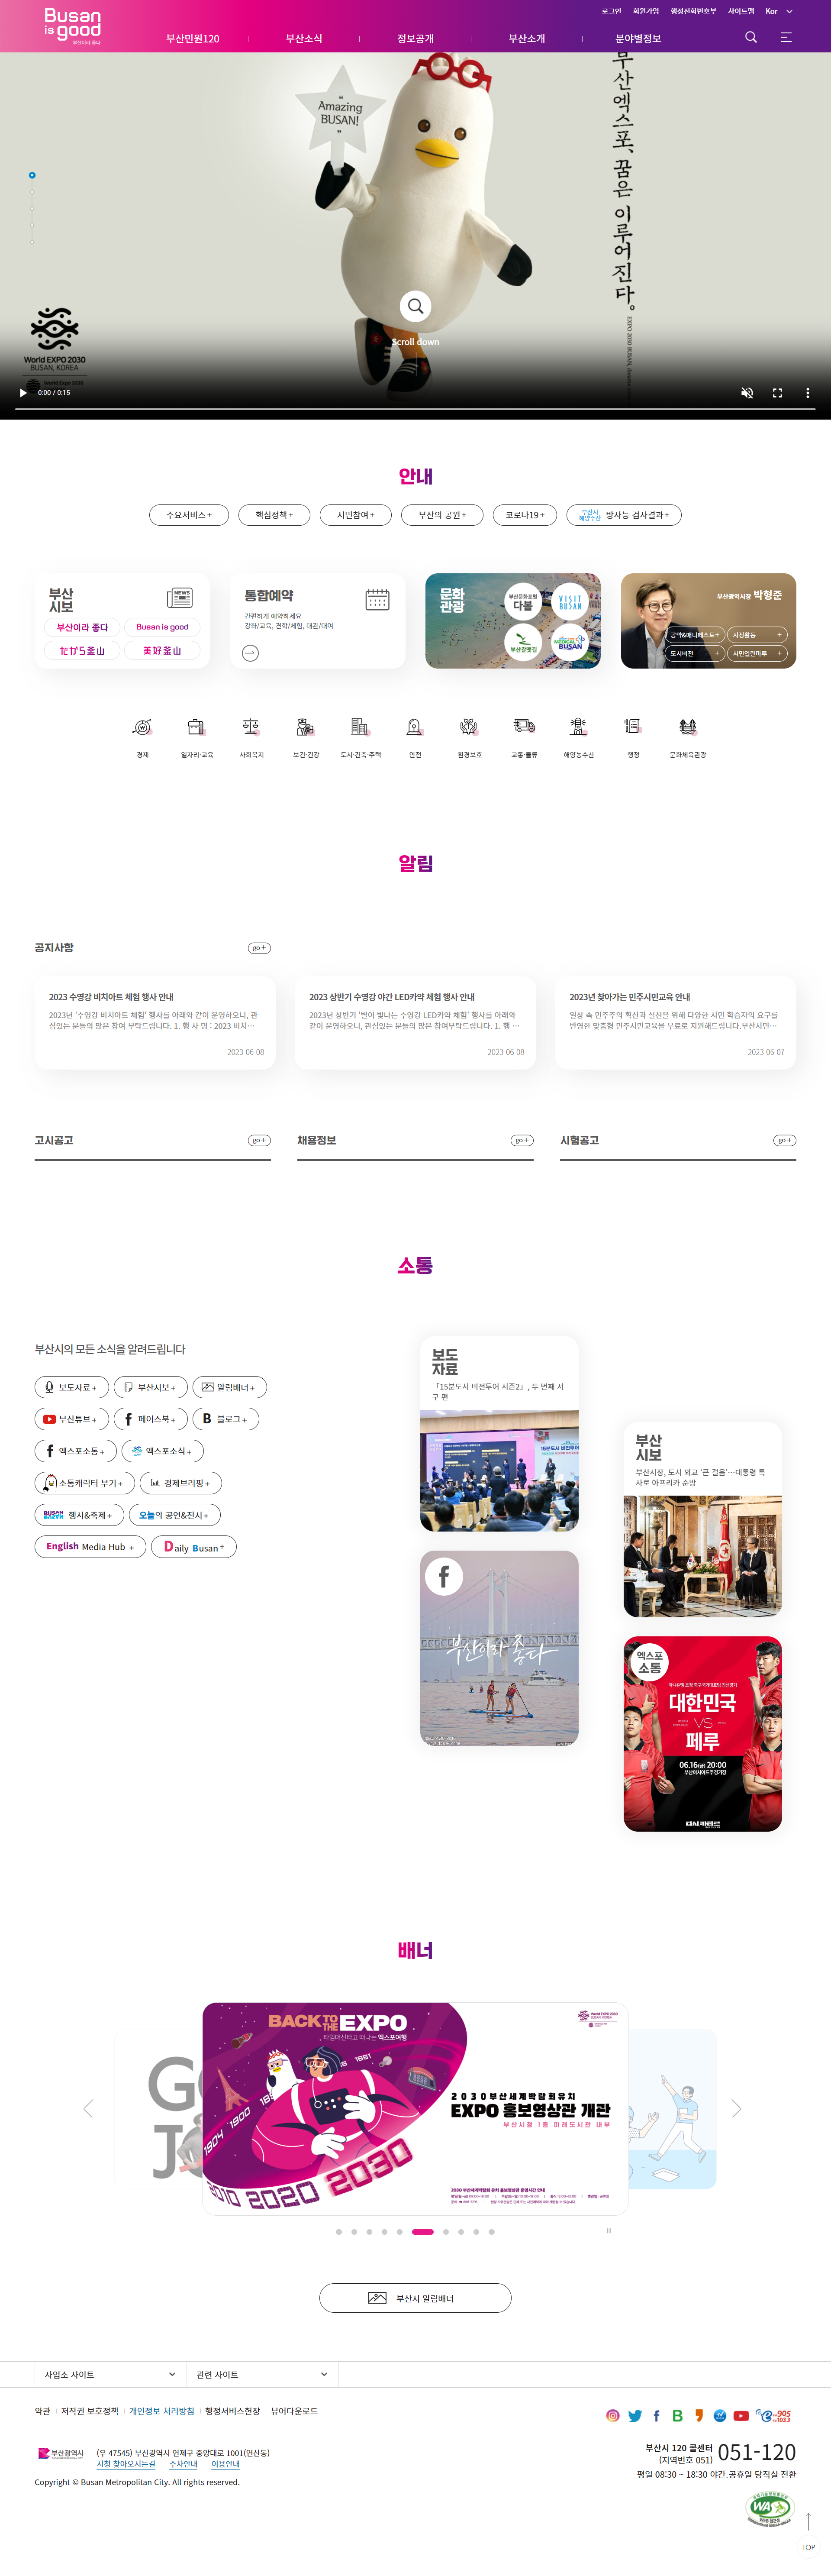 Busan
is good
부산이라 좋다
로그인 회원가입 행정전화번호부 사이트맵 Kor
부산민원120 부산소식 정보공개 부산소개 분야별정보
“
Amazing
BUSAN!
”
부산엑스포, 꿈은 이루어진다.
World EXPO 2030
BUSAN, KOREA
Scroll down
0:00 / 0:15
안내
주요서비스+
핵심정책+
시민참여+
부산의 공원+
코로나19+
부산시
해양수산
방사능 검사결과+
부산
시보
NEWS
부산이라 좋다
Busan is good
だから釜山
美好釜山
통합예약
간편하게 예약하세요
강좌/교육, 견학/체험, 대관/대여
문화
관광
부산문화포털
다봄
VISIT
BUSAN
부산갈맷길
MEDICAL
BUSAN
부산광역시장 박형준
공약&매니페스토+
시정활동 +
도시비전 +
시민열린마루 +
경제
일자리·교육
사회복지
보건·건강
도시·건축·주택
안전
환경보호
교통·물류
해양농수산
행정
문화체육관광
알림
공지사항
go+
2023 수영강 비치아트 체험 행사 안내
2023년 '수영강 비치아트 체험' 행사를 아래와 같이 운영하오니, 관
심있는 분들의 많은 참여 부탁드립니다. 1. 행 사 명 : 2023 비치…
2023-06-08
2023 상반기 수영강 야간 LED카약 체험 행사 안내
2023년 상반기 '별이 빛나는 수영강 LED카약 체험' 행사를 아래와
같이 운영하오니, 관심있는 분들의 많은 참여부탁드립니다. 1. 행 …
2023-06-08
2023년 찾아가는 민주시민교육 안내
일상 속 민주주의 확산과 실천을 위해 다양한 시민 학습자의 요구를
반영한 맞춤형 민주시민교육을 무료로 지원해드립니다.부산시민…
2023-06-07
고시공고
go+
채용정보
go+
시험공고
go+
소통
부산시의 모든 소식을 알려드립니다
보도자료+
부산시보+
알림배너+
부산튜브+
페이스북+
블로그+
엑스포소통+
엑스포소식+
소통캐릭터 부기+
경제브리핑+
행사&축제+
오늘의 공연&전시+
English Media Hub +
Daily Busan+
보도
자료
「15분도시 비전투어 시즌2」, 두 번째 서
구 편
부산이라 좋다
부산
시보
부산시장, 도시 외교 '큰 걸음'…대통령 특
사로 아프리카 순방
엑스포
소통
대한민국
VS
페루
06.16(금) 20:00
부산아시아드주경기장
배너
BACK TO THE EXPO
타임머신타고 떠나는 엑스포여행
1851
1800
1900
1804
2010 2020 2030
World EXPO 2030
BUSAN, KOREA
2030부산세계박람회유치
EXPO 홍보영상관 개관
부산시청 1층 미래도시관 내부
부산시 알림배너
사업소 사이트
관련 사이트
약관 저작권 보호정책 개인정보 처리방침 행정서비스헌장 뷰어다운로드
부산광역시
(우 47545) 부산광역시 연제구 중앙대로 1001(연산동)
시청 찾아오시는길 주차안내 이용안내
Copyright © Busan Metropolitan City. All rights reserved.
부산시 120 콜센터
(지역번호 051)
051-120
평일 08:30 ~ 18:30 야간 공휴일 당직실 전환
WA
TOP